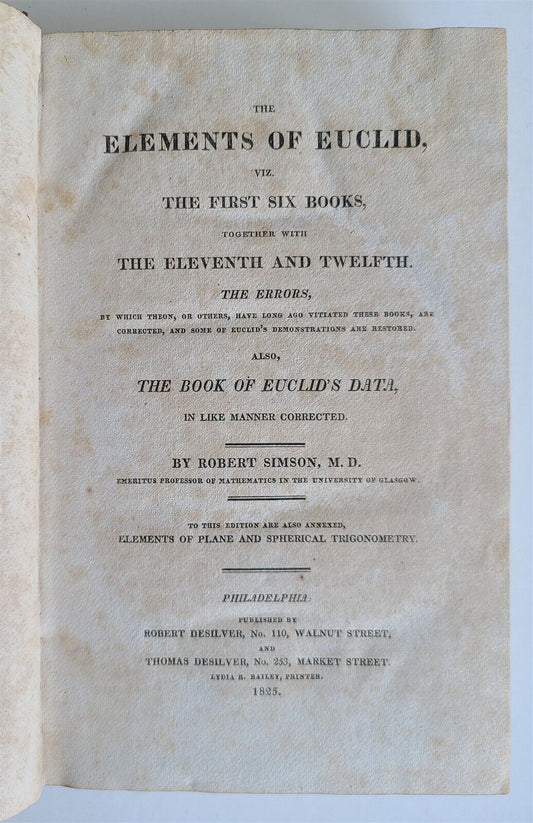 THE
ELEMENTS OF EUCLID,
VIZ.
THE FIRST SIX BOOKS,
TOGETHER WITH
THE ELEVENTH AND TWELFTH.
THE ERRORS,
BY WHICH THEON, OR OTHERS, HAVE LONG AGO VITIATED THESE BOOKS, ARE
CORRECTED, AND SOME OF EUCLID'S DEMONSTRATIONS ARE RESTORED.
ALSO,
THE BOOK OF EUCLID'S DATA,
IN LIKE MANNER CORRECTED.
BY ROBERT SIMSON, M. D.
EMERITUS PROFESSOR OF MATHEMATICS IN THE UNIVERSITY OF GLASGOW.
TO THIS EDITION ARE ALSO ANNEXED,
ELEMENTS OF PLANE AND SPHERICAL TRIGONOMETRY.
PHILADELPHIA:
PUBLISHED BY
ROBERT DESILVER, No. 110, WALNUT STREET,
AND
THOMAS DESILVER, No. 253, MARKET STREET.
LYDIA R. BAILEY, PRINTER.
1825.